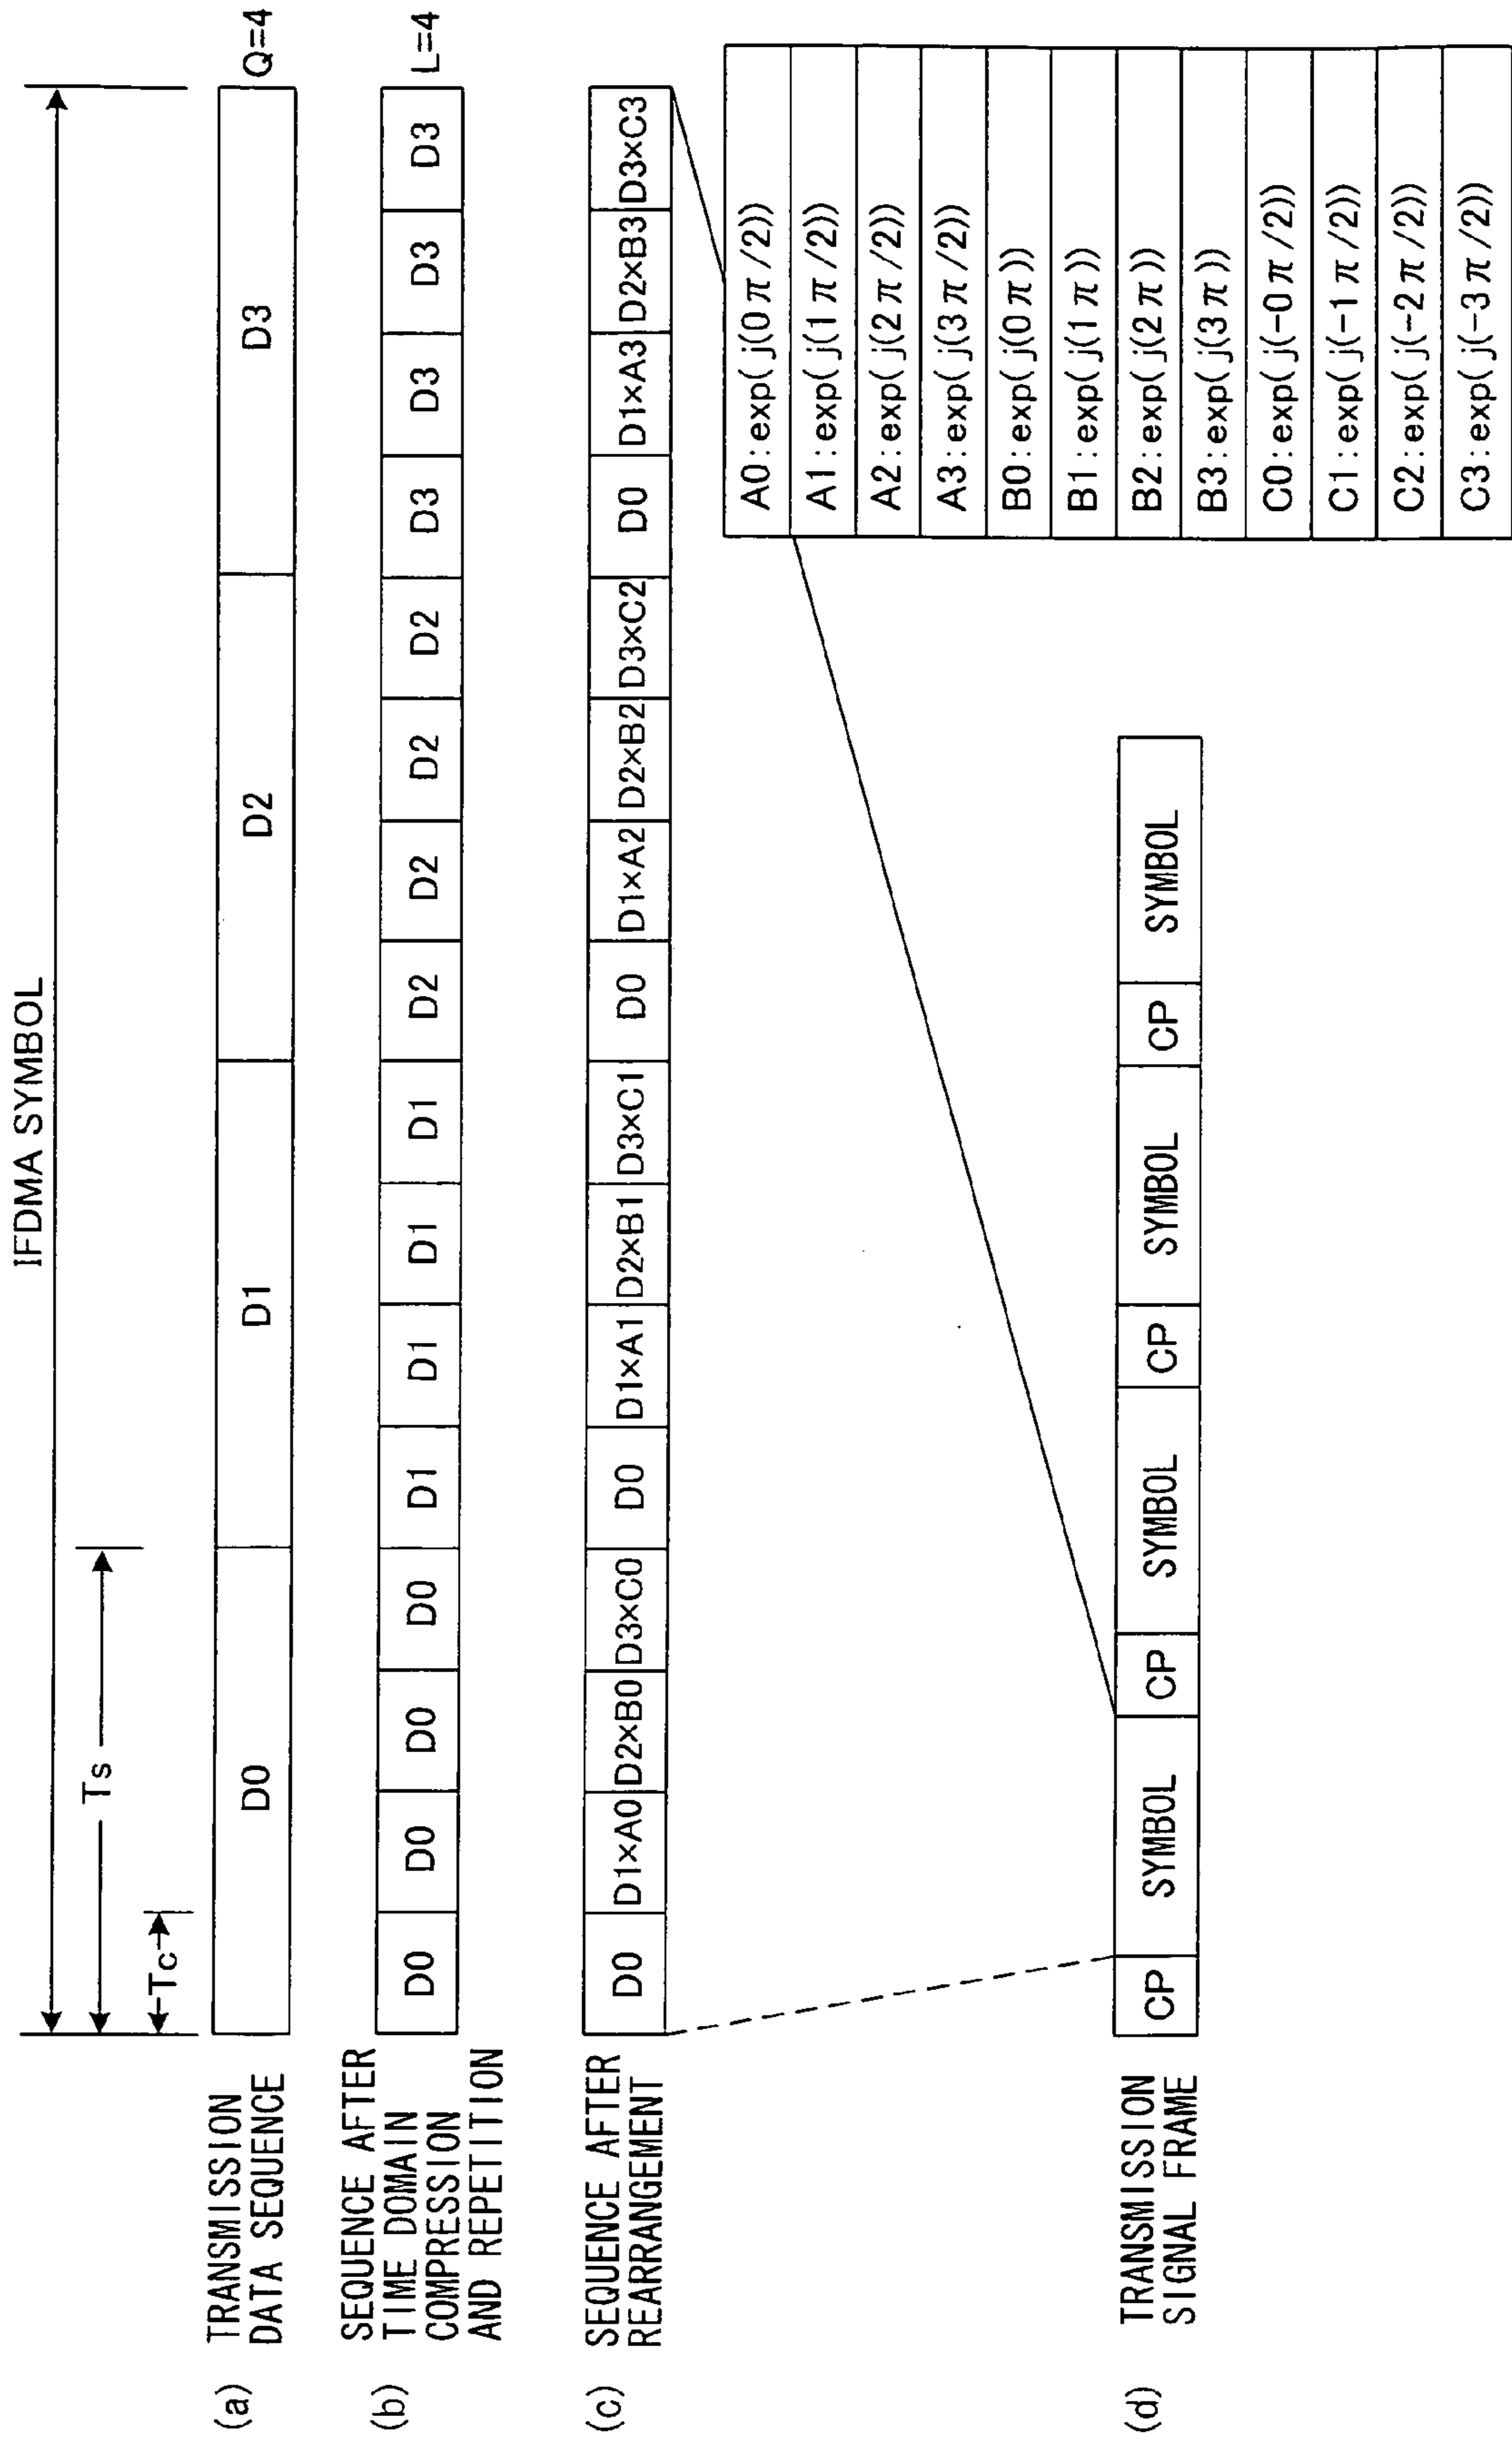 IFDMA SYMBOL
Ts
Tc
(a) TRANSMISSION
DATA SEQUENCE
D0 D1 D2 D3 Q=4
(b) SEQUENCE AFTER
TIME DOMAIN
COMPRESSION
AND REPETITION
D0 D0 D0 D0 D1 D1 D1 D1 D2 D2 D2 D2 D3 D3 D3 D3 L=4
(c) SEQUENCE AFTER
REARRANGEMENT
D0 D1×A0 D2×B0 D3×C0 D0 D1×A1 D2×B1 D3×C1 D0 D1×A2 D2×B2 D3×C2 D0 D1×A3 D2×B3 D3×C3
A0:exp(j(0π/2))
A1:exp(j(1π/2))
A2:exp(j(2π/2))
A3:exp(j(3π/2))
B0:exp(j(0π))
B1:exp(j(1π))
B2:exp(j(2π))
B3:exp(j(3π))
C0:exp(j(-0π/2))
C1:exp(j(-1π/2))
C2:exp(j(-2π/2))
C3:exp(j(-3π/2))
(d) TRANSMISSION
SIGNAL FRAME
CP SYMBOL CP SYMBOL CP SYMBOL CP SYMBOL